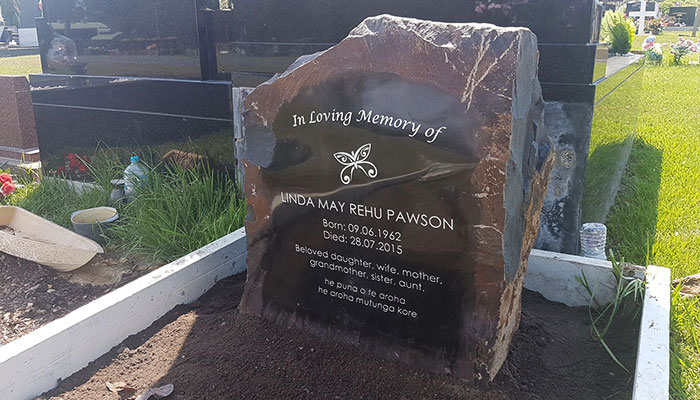 In Loving Memory of
LINDA MAY REHU PAWSON
Born: 09.06.1962
Died: 28.07.2015
Beloved daughter, wife, mother,
grandmother, sister, aunt.
he puna o te aroha
he aroha mutunga kore